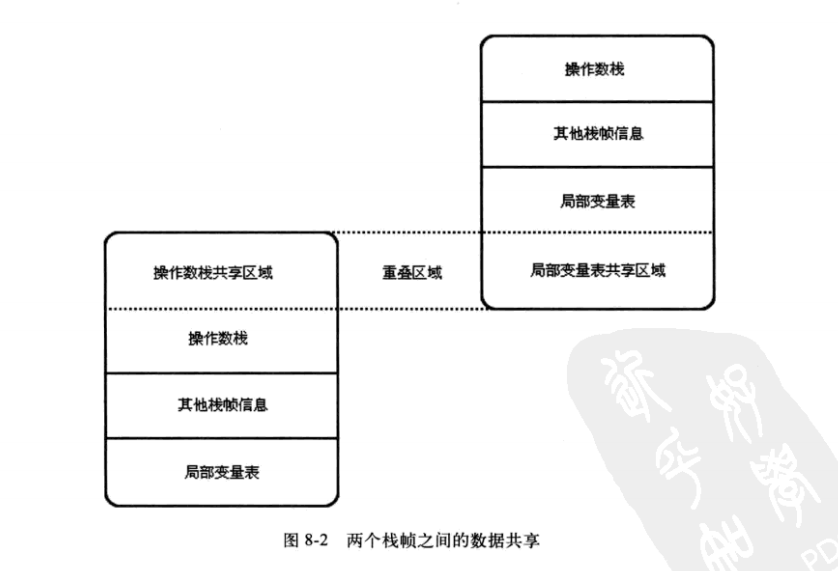 操作数栈
其他栈帧信息
局部变量表
操作数栈共享区域
重叠区域
局部变量表共享区域
操作数栈
其他栈帧信息
局部变量表
图 8-2 两个栈帧之间的数据共享
PD